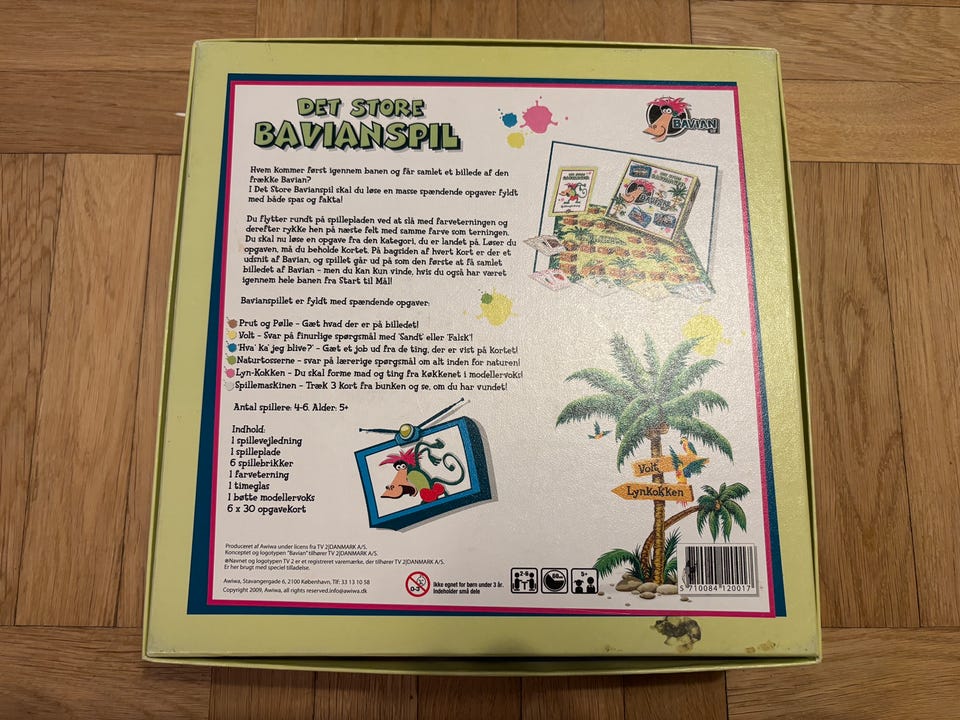 DET STORE
BAVIANSPIL
BAVIAN
Hvem kommer først igennem banen og får samlet et billede af den
frække Bavian?
I Det Store Bavianspil skal du løse en masse spændende opgaver fyldt
med både spas og fakta!
Du flytter rundt på spillepladen ved at slå med farveterningen og
derefter rykke hen på næste felt med samme farve som terningen.
Du skal nu løse en opgave fra den kategori, du er landet på. Løser du
opgaven, må du beholde kortet. På bagsiden af hvert kort er der et
udsnit af Bavian, og spillet går ud på som den første at få samlet
billedet af Bavian – men du kan kun vinde, hvis du også har været
igennem hele banen fra Start til Mål!
Bavianspillet er fyldt med spændende opgaver:
Prut og Pølle – Gæt hvad der er på billedet!
Volt – Svar på finurlige spørgsmål med 'Sandt' eller 'Falsk'!
'Hva' ka' jeg blive?' – Gæt et job ud fra de ting, der er vist på kortet!
Naturtosserne – svar på lærerige spørgsmål om alt inden for naturen!
Lyn-Kokken – Du skal forme mad og ting fra køkkenet i modellervoks!
Spillemaskinen – Træk 3 kort fra bunken og se, om du har vundet!
Antal spillere: 4-6. Alder: 5+
Indhold:
1 spillevejledning
1 spilleplade
6 spillebrikker
1 farveterning
1 timeglas
1 bøtte modellervoks
6 x 30 opgavekort
Volt
Lynkokken
Produceret af Awiwa under licens fra TV 2|DANMARK A/S.
Konceptet og logotypen "Bavian" tilhører TV 2|DANMARK A/S.
®Navnet og logotypen TV 2 er et registreret varemærke, der tilhører TV 2|DANMARK A/S.
Er her brugt med speciel tilladelse.
Awiwa, Stavangergade 6, 2100 København, Tlf: 33 13 10 58
Copyright 2009, Awiwa, all rights reserved.info@awiwa.dk
0-3
Ikke egnet for børn under 3 år.
Indeholder små dele
2-6
5+
5 710084 120017